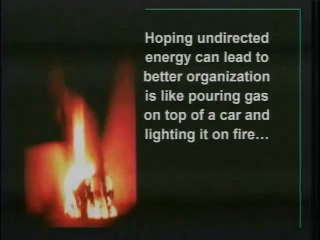 Hoping undirected
energy can lead to
better organization
is like pouring gas
on top of a car and
lighting it on fire…